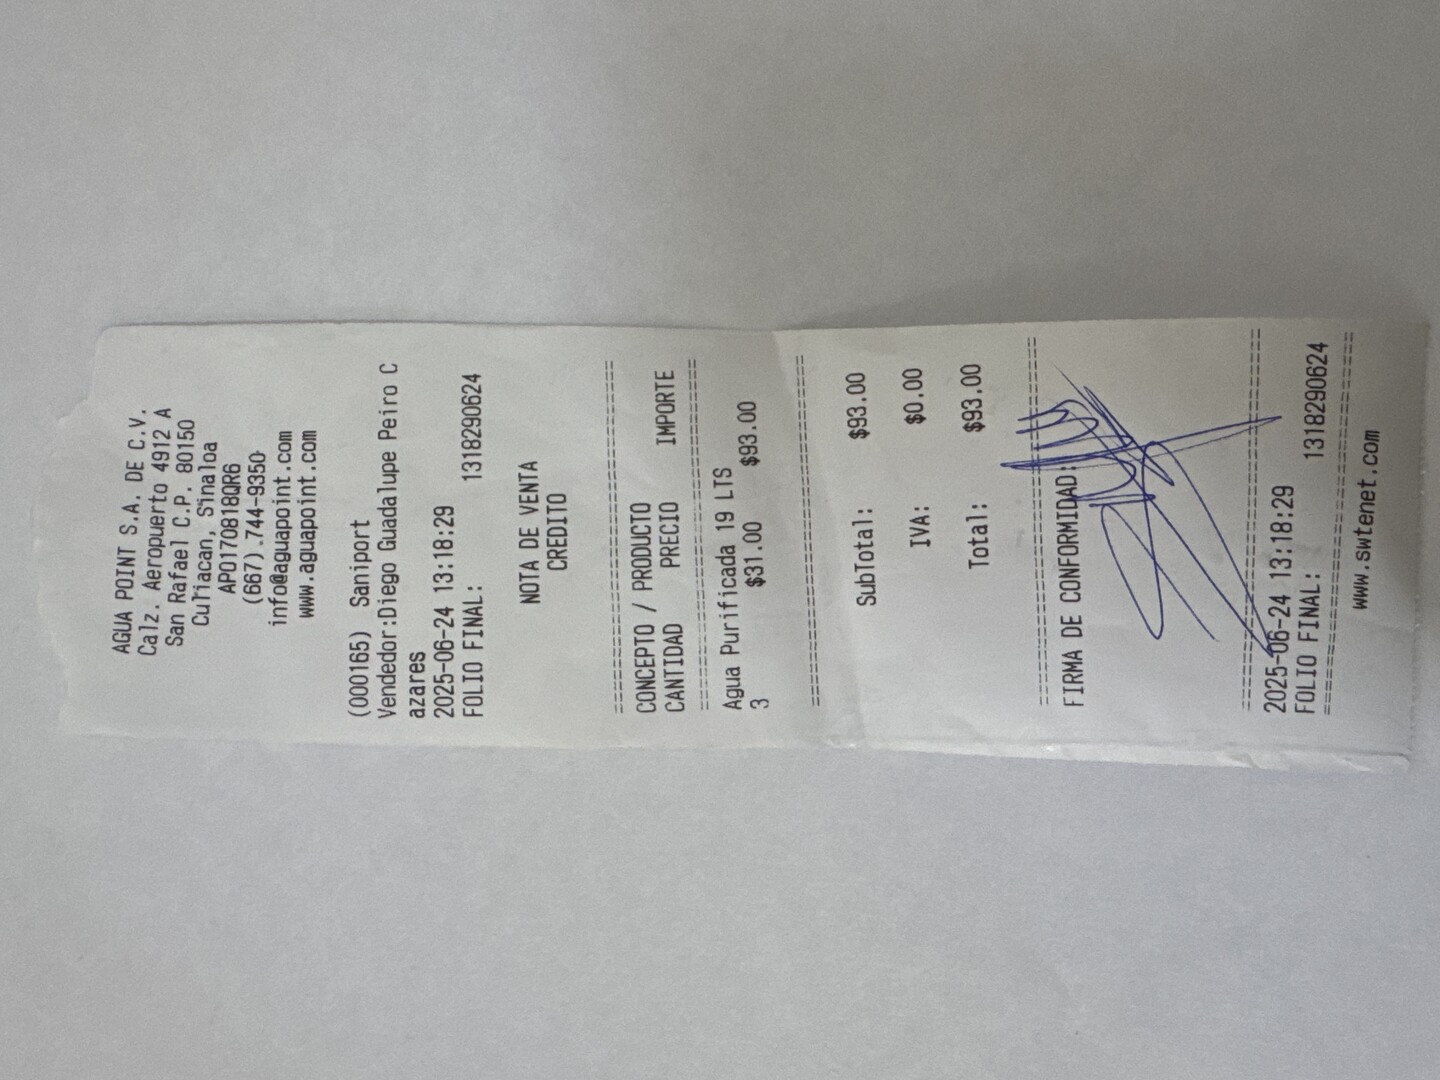 AGUA POINT S.A. DE C.V.
Calz. Aeropuerto 4912 A
San Rafael C.P. 80150
Culiacan, Sinaloa
APO170818QR6
(667).744-9350
info@aguapoint.com
www.aguapoint.com
(000165) Saniport
Vendedor:Diego Guadalupe Peiro C
azares
2025-06-24 13:18:29
FOLIO FINAL: 1318290624
NOTA DE VENTA
CREDITO
================================
CONCEPTO / PRODUCTO
CANTIDAD PRECIO IMPORTE
================================
Agua Purificada 19 LTS
3 $31.00 $93.00
================================
SubTotal: $93.00
IVA: $0.00
Total: $93.00
================================
FIRMA DE CONFORMIDAD:
================================
2025-06-24 13:18:29
FOLIO FINAL: 1318290624
================================
www.swtenet.com